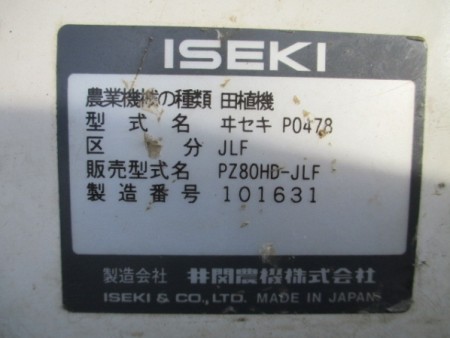 ISEKI
農業機械の種類 田植機
型式名 ヰセキ P0478
区分 JLF
販売型式名 PZ80HD-JLF
製造番号 101631
製造会社 井関農機株式会社
ISEKI & CO., LTD. MADE IN JAPAN